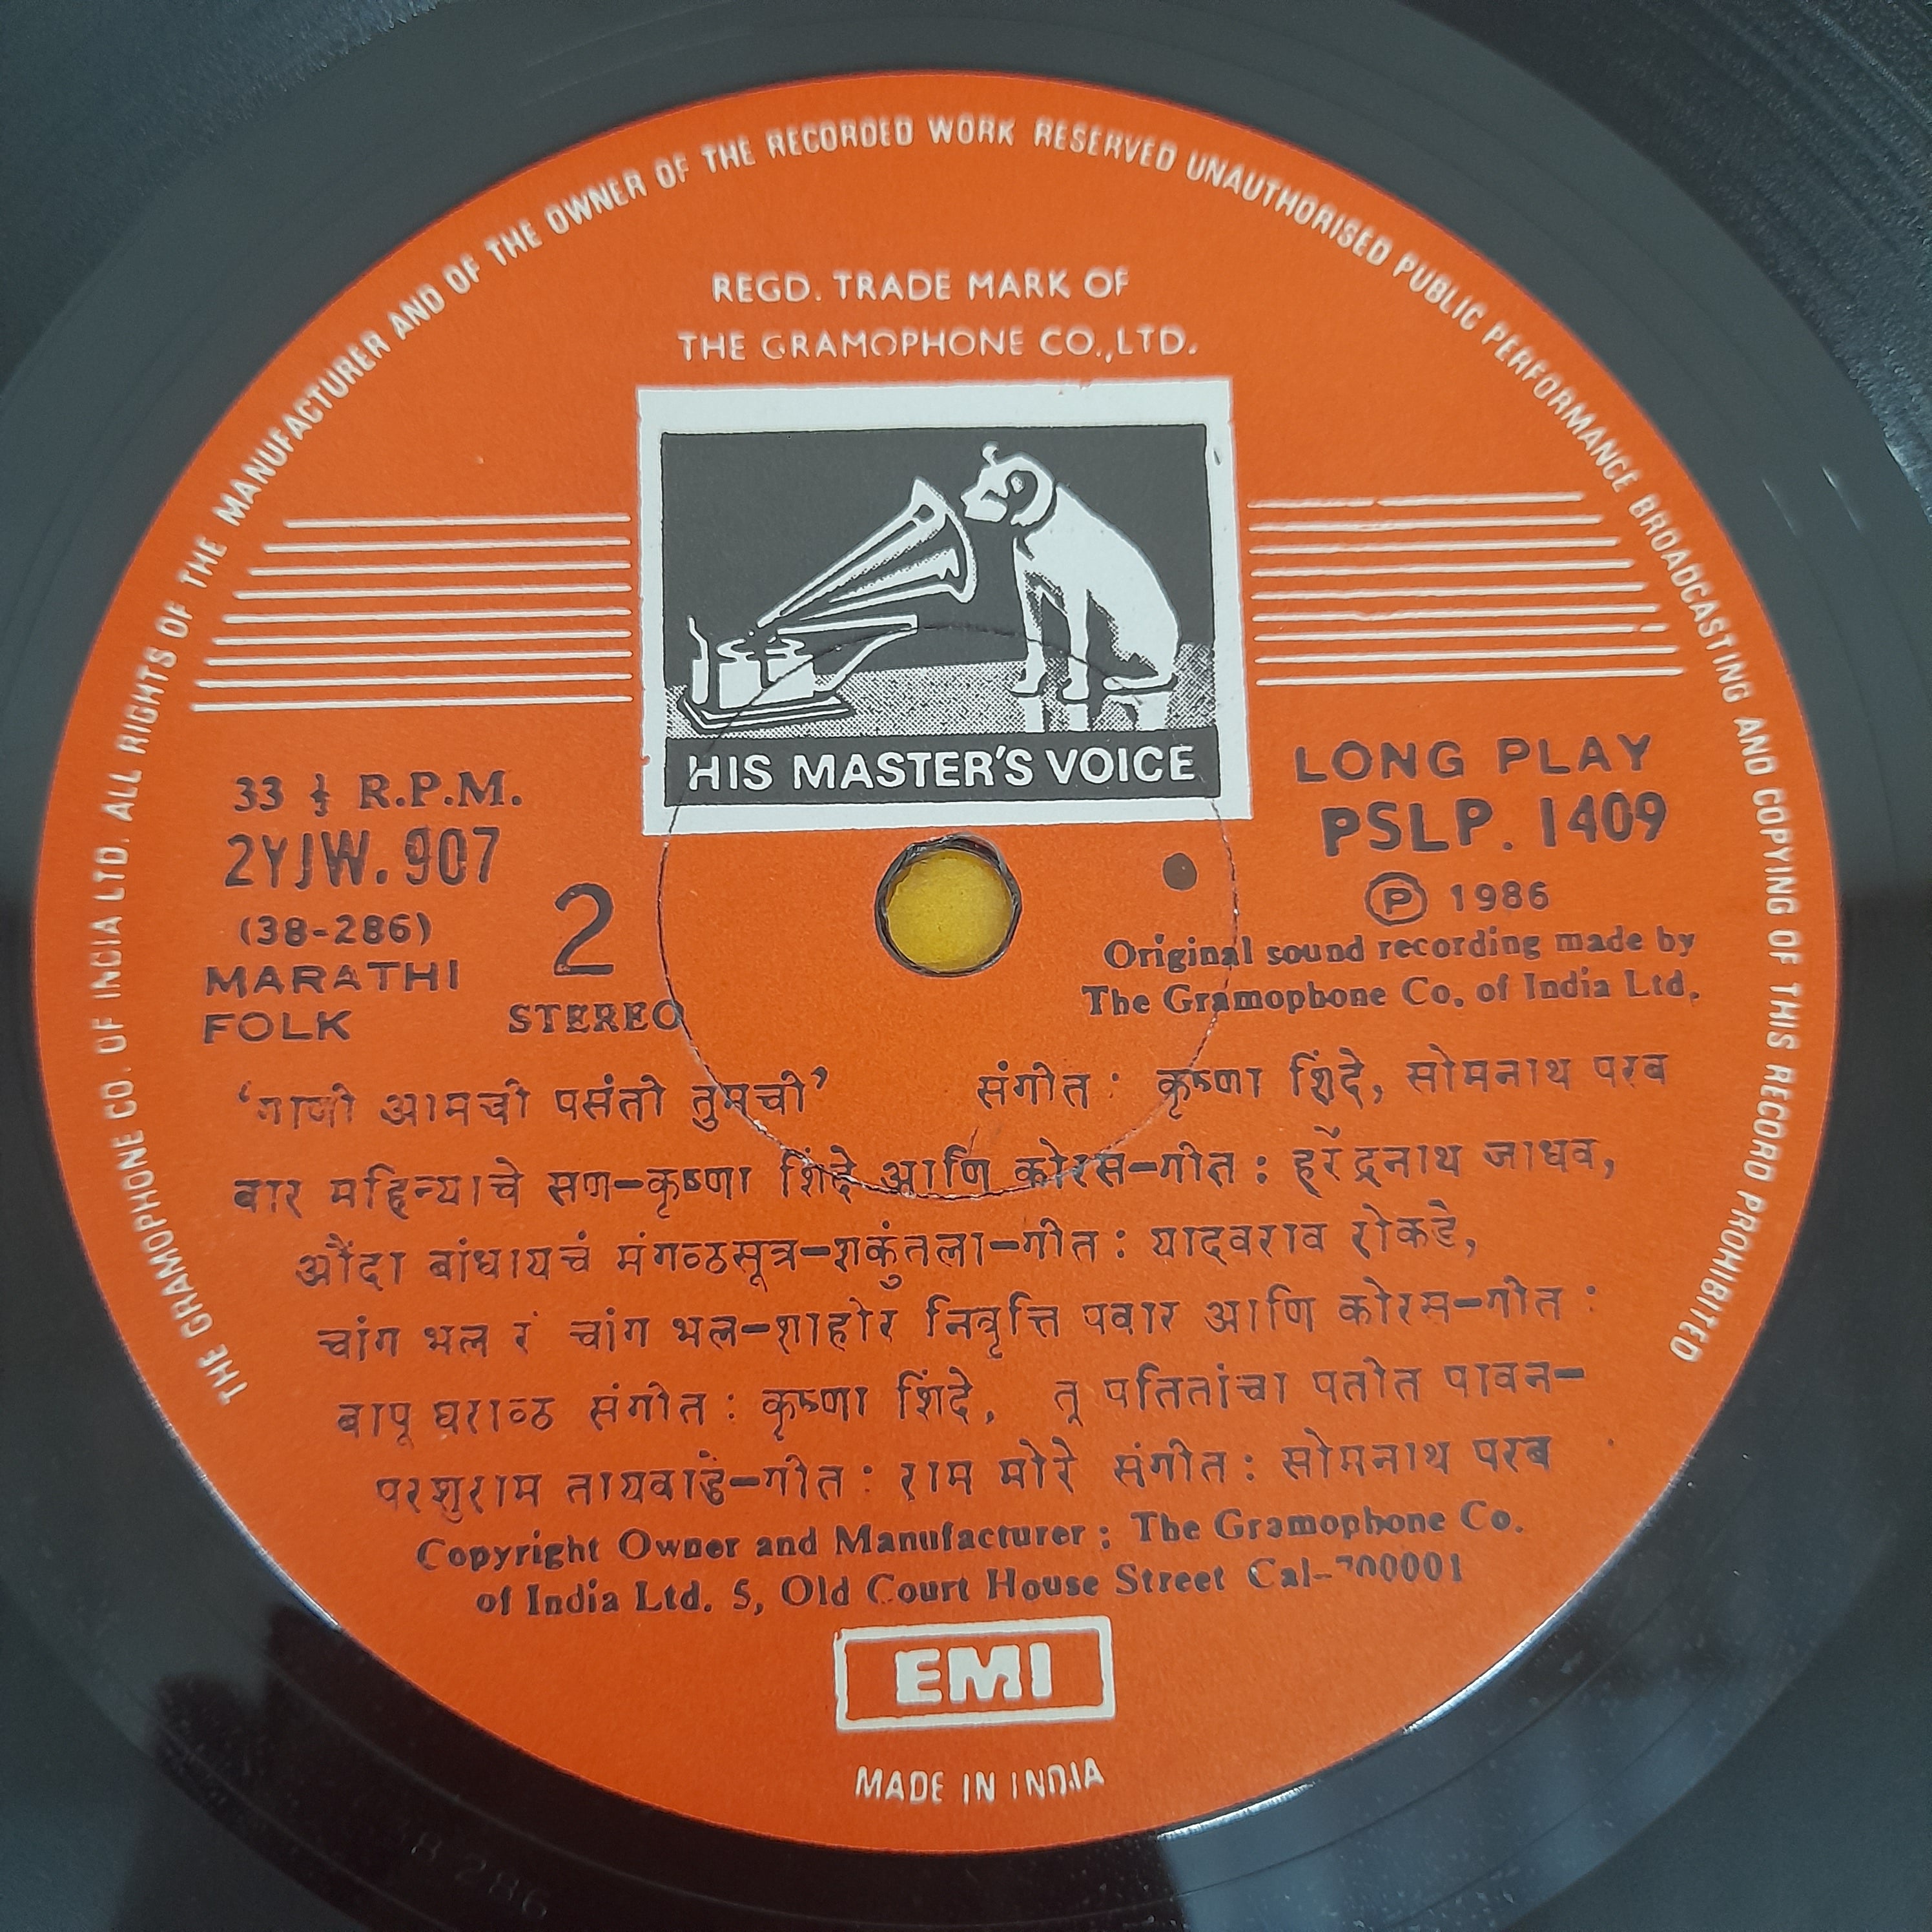 THE GRAMOPHONE CO. OF INCIA LTD. ALL RIGHTS OF THE MANUFACTURER AND OF THE OWNER OF THE RECORDED WORK RESERVED UNAUTHORISED PUBLIC PERFORMANCE BROADCASTING AND COPYING OF THIS RECORD PROHIBITED
REGD. TRADE MARK OF
THE GRAMOPHONE CO.,LTD.
HIS MASTER'S VOICE
33 ⅓ R.P.M.
2YJW.907
(38-286)
MARATHI
FOLK
2
STEREO
LONG PLAY
PSLP. 1409
Ⓟ 1986
Original sound recording made by
The Gramophone Co. of India Ltd.
‘गाणी आमची पसंती तुमची’ संगीत : कृष्णा शिंदे, सोमनाथ परब
बार महिन्याचे सण-कृष्णा शिंदे आणि कोरस-गीत : हरेंद्रनाथ जाधव,
औंदा बांधायचं मंगळसूत्र-शकुंतला-गीत : यादवराव रोकडे,
चांग भल रं चांग भल-शाहीर निवृत्ति पवार आणि कोरस-गीत :
बापू घराळ संगीत : कृष्णा शिंदे, तू पतितांचा पतीत पावन-
परशुराम तायवाडे-गीत : राम मोरे संगीत : सोमनाथ परब
Copyright Owner and Manufacturer : The Gramophone Co.
of India Ltd. 5, Old Court House Street Cal-700001
EMI
MADE IN INDIA
8 286